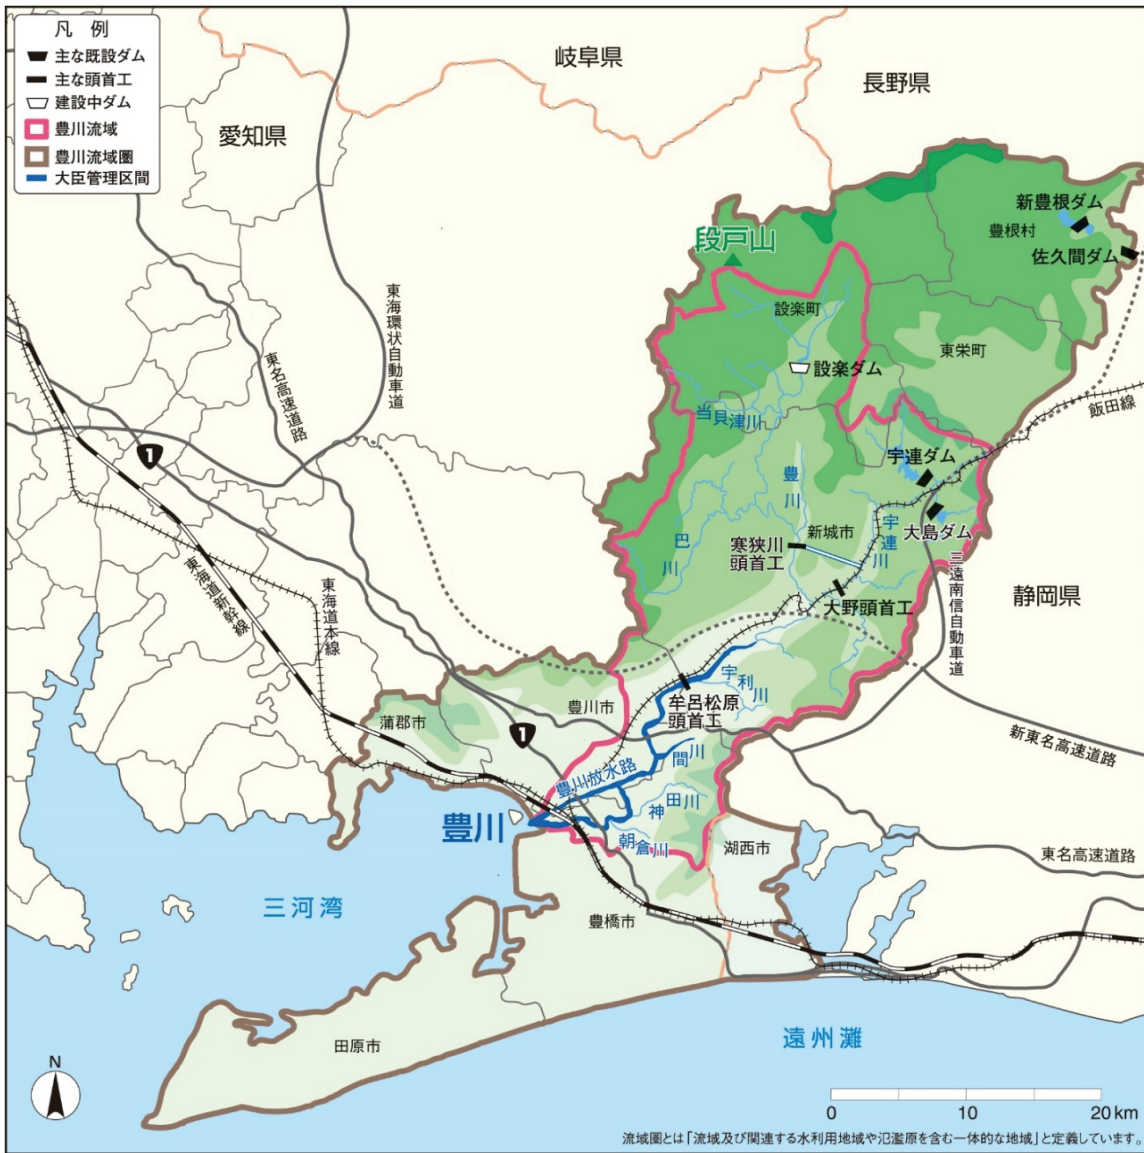 凡 例
主な既設ダム
主な頭首工
建設中ダム
豊川流域
豊川流域圏
大臣管理区間
岐阜県
長野県
愛知県
新豊根ダム
豊根村
佐久間ダム
段戸山
設楽町
東海環状自動車道
東名高速道路
設楽ダム
東栄町
飯田線
当貝津川
1
宇連ダム
豊川
大島ダム
新城市
宇連川
寒狭川
頭首工
巴川
大野頭首工
三遠南信自動車道
静岡県
東海道新幹線
東海道本線
宇利川
牟呂松原
頭首工
豊川市
蒲郡市
1
新東名高速道路
間川
豊川放水路
神田川
豊川
朝倉川
湖西市
東名高速道路
三河湾
豊橋市
遠州灘
田原市
N
0 10 20km
流域圏とは「流域及び関連する水利用地域や氾濫原を含む一体的な地域」と定義しています。